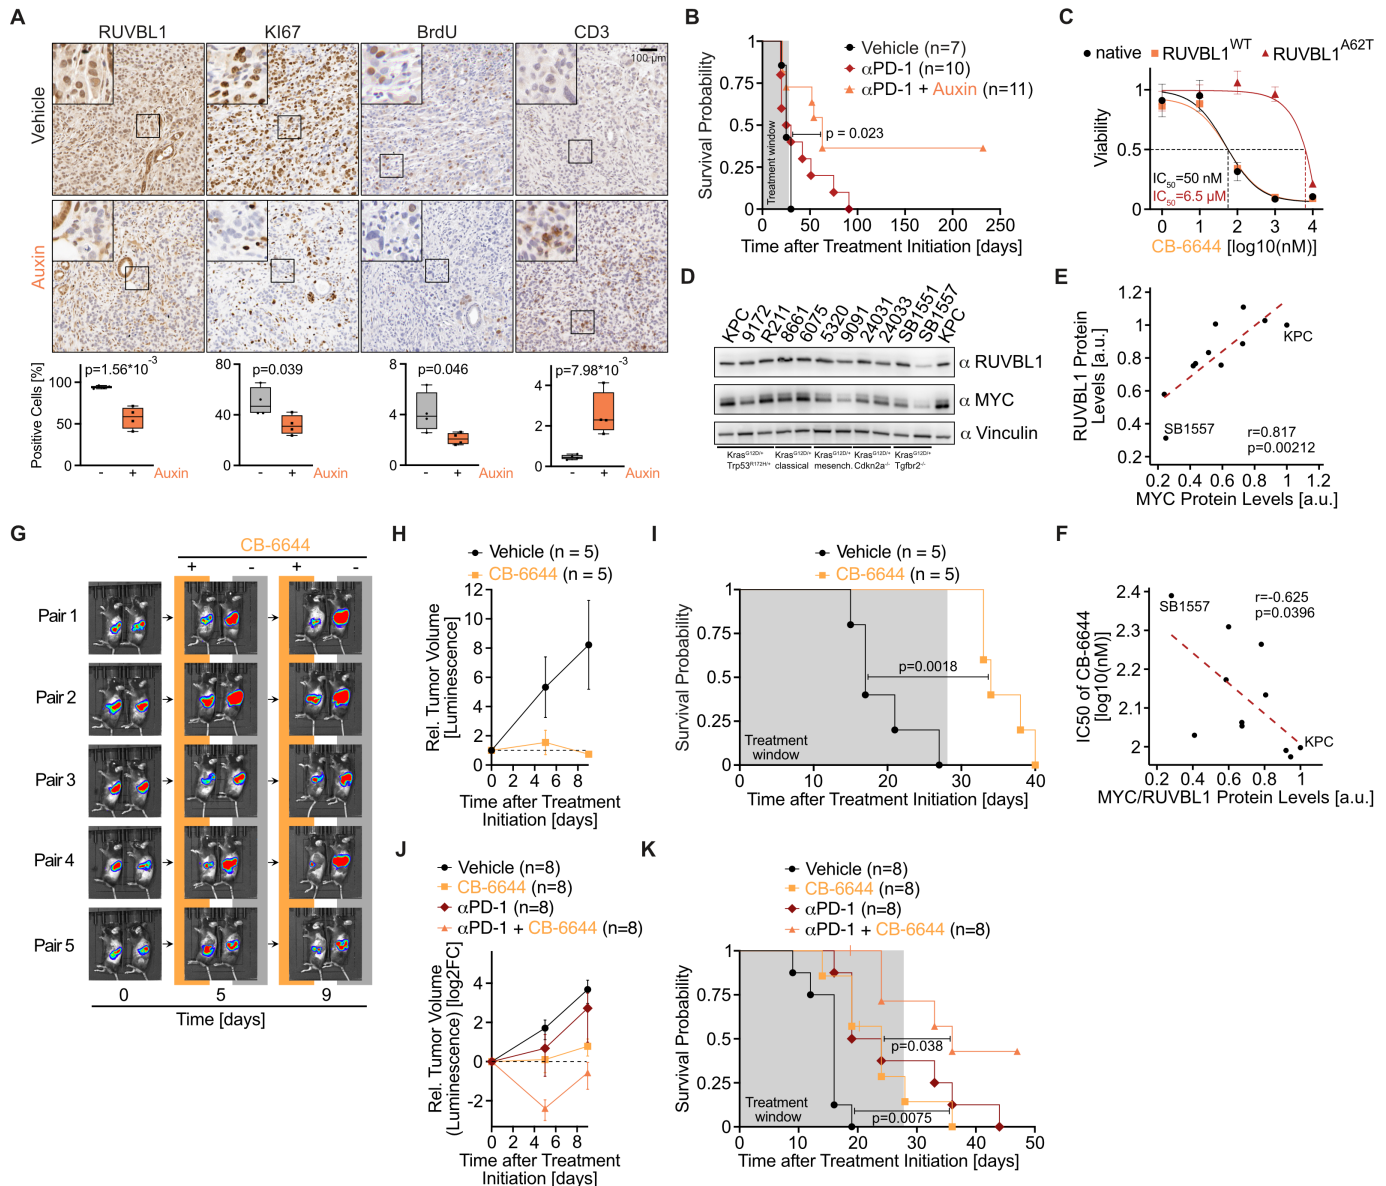 A
RUVBL1 KI67 BrdU CD3
100 µm
Vehicle
Auxin
Positive Cells [%]
100
50
0
p=1.56*10-3
- + Auxin
80
40
0
p=0.039
- + Auxin
8
4
0
p=0.046
- + Auxin
4
2
0
p=7.98*10-3
- + Auxin
B
Vehicle (n=7)
αPD-1 (n=10)
αPD-1 + Auxin (n=11)
Survival Probability
1
0.75
0.5
0.25
0
Treatment window
p = 0.023
0 50 100 150 200 250
Time after Treatment Initiation [days]
C
native RUVBL1WT RUVBL1A62T
Viability
1
0.5
0
IC50=50 nM
IC50=6.5 µM
0 1 2 3 4
CB-6644 [log10(nM)]
D
KPC 9172 R211 8661 6075 5320 9091 24031 24033 SB1551 SB1557 KPC
α RUVBL1
α MYC
α Vinculin
KrasG12D/+ KrasG12D/+ KrasG12D/+ KrasG12D/+ KrasG12D/+
Trp53R172H/+ classical mesench. Cdkn2a-/- Tgfbr2-/-
E
RUVBL1 Protein
Levels [a.u.]
1.2
1
0.8
0.6
0.4
0.2
KPC
SB1557
r=0.817
p=0.00212
0.2 0.4 0.6 0.8 1 1.2
MYC Protein Levels [a.u.]
F
IC50 of CB-6644
[log10(nM)]
2.4
2.3
2.2
2.1
2
SB1557
r=-0.625
p=0.0396
KPC
0.4 0.6 0.8 1
MYC/RUVBL1 Protein Levels [a.u.]
G
CB-6644
+ - + -
Pair 1
Pair 2
Pair 3
Pair 4
Pair 5
0 5 9
Time [days]
H
Vehicle (n = 5)
CB-6644 (n = 5)
Rel. Tumor Volume
[Luminescence]
12
10
8
6
4
2
0
0 2 4 6 8
Time after Treatment
Initiation [days]
I
Vehicle (n = 5)
CB-6644 (n = 5)
Survival Probability
1
0.75
0.5
0.25
0
p=0.0018
Treatment
window
0 10 20 30 40
Time after Treatment Initiation [days]
J
Vehicle (n=8)
CB-6644 (n=8)
αPD-1 (n=8)
αPD-1 + CB-6644 (n=8)
Rel. Tumor Volume
(Luminescence) [log2FC]
4
2
0
-2
0 2 4 6 8
Time after Treatment
Initiation [days]
K
Vehicle (n=8)
CB-6644 (n=8)
αPD-1 (n=8)
αPD-1 + CB-6644 (n=8)
Survival Probability
1
0.75
0.5
0.25
0
p=0.038
p=0.0075
Treatment
window
0 10 20 30 40 50
Time after Treatment Initiation [days]